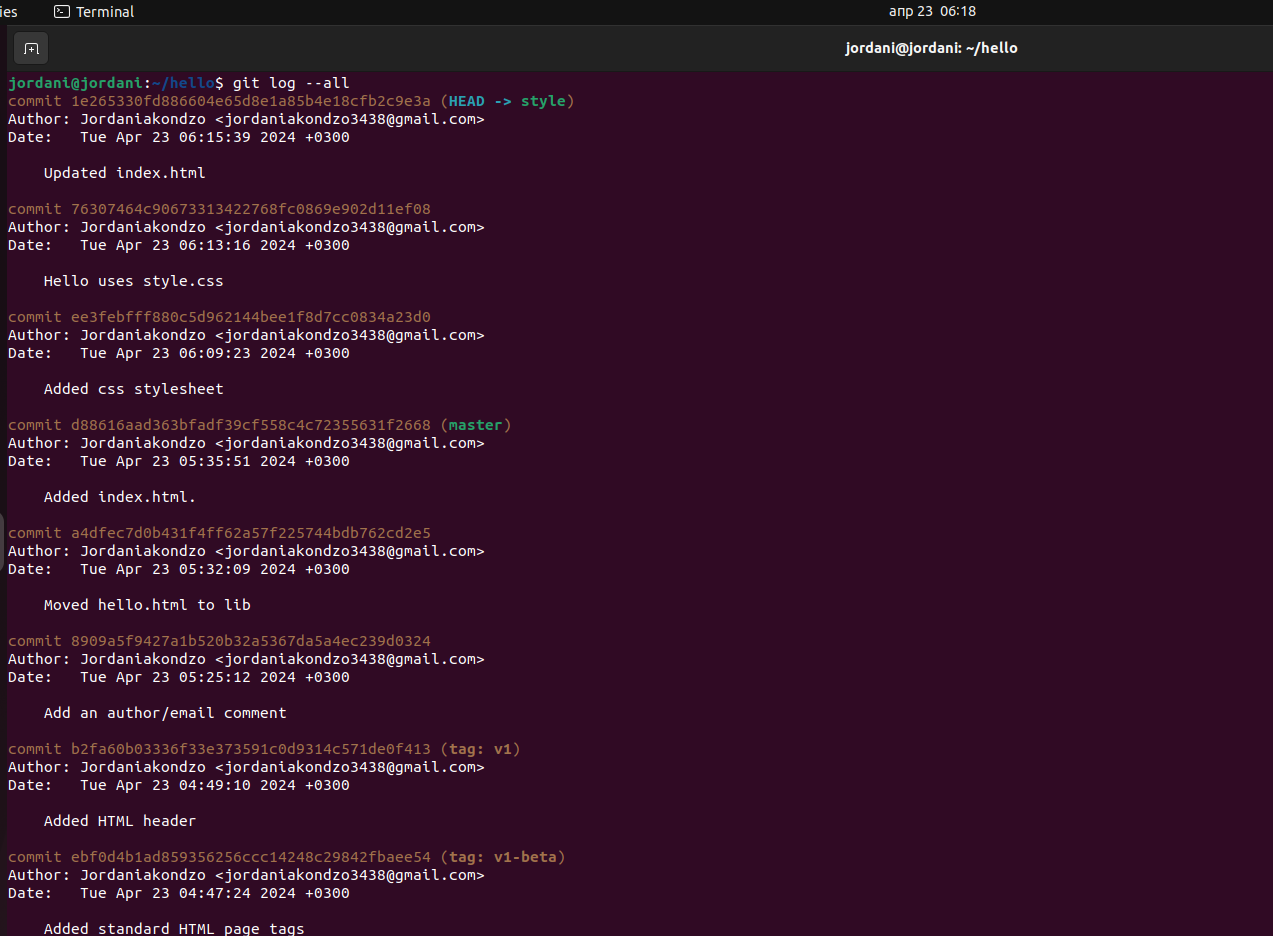 ies Terminal апр 23 06:18
jordani@jordani: ~/hello
jordani@jordani:~/hello$ git log --all
commit 1e265330fd886604e65d8e1a85b4e18cfb2c9e3a (HEAD -> style)
Author: Jordaniakondzo <jordaniakondzo3438@gmail.com>
Date:   Tue Apr 23 06:15:39 2024 +0300
    Updated index.html
commit 76307464c90673313422768fc0869e902d11ef08
Author: Jordaniakondzo <jordaniakondzo3438@gmail.com>
Date:   Tue Apr 23 06:13:16 2024 +0300
    Hello uses style.css
commit ee3febfff880c5d962144bee1f8d7cc0834a23d0
Author: Jordaniakondzo <jordaniakondzo3438@gmail.com>
Date:   Tue Apr 23 06:09:23 2024 +0300
    Added css stylesheet
commit d88616aad363bfadf39cf558c4c72355631f2668 (master)
Author: Jordaniakondzo <jordaniakondzo3438@gmail.com>
Date:   Tue Apr 23 05:35:51 2024 +0300
    Added index.html.
commit a4dfec7d0b431f4ff62a57f225744bdb762cd2e5
Author: Jordaniakondzo <jordaniakondzo3438@gmail.com>
Date:   Tue Apr 23 05:32:09 2024 +0300
    Moved hello.html to lib
commit 8909a5f9427a1b520b32a5367da5a4ec239d0324
Author: Jordaniakondzo <jordaniakondzo3438@gmail.com>
Date:   Tue Apr 23 05:25:12 2024 +0300
    Add an author/email comment
commit b2fa60b03336f33e373591c0d9314c571de0f413 (tag: v1)
Author: Jordaniakondzo <jordaniakondzo3438@gmail.com>
Date:   Tue Apr 23 04:49:10 2024 +0300
    Added HTML header
commit ebf0d4b1ad859356256ccc14248c29842fbaee54 (tag: v1-beta)
Author: Jordaniakondzo <jordaniakondzo3438@gmail.com>
Date:   Tue Apr 23 04:47:24 2024 +0300
    Added standard HTML page tags